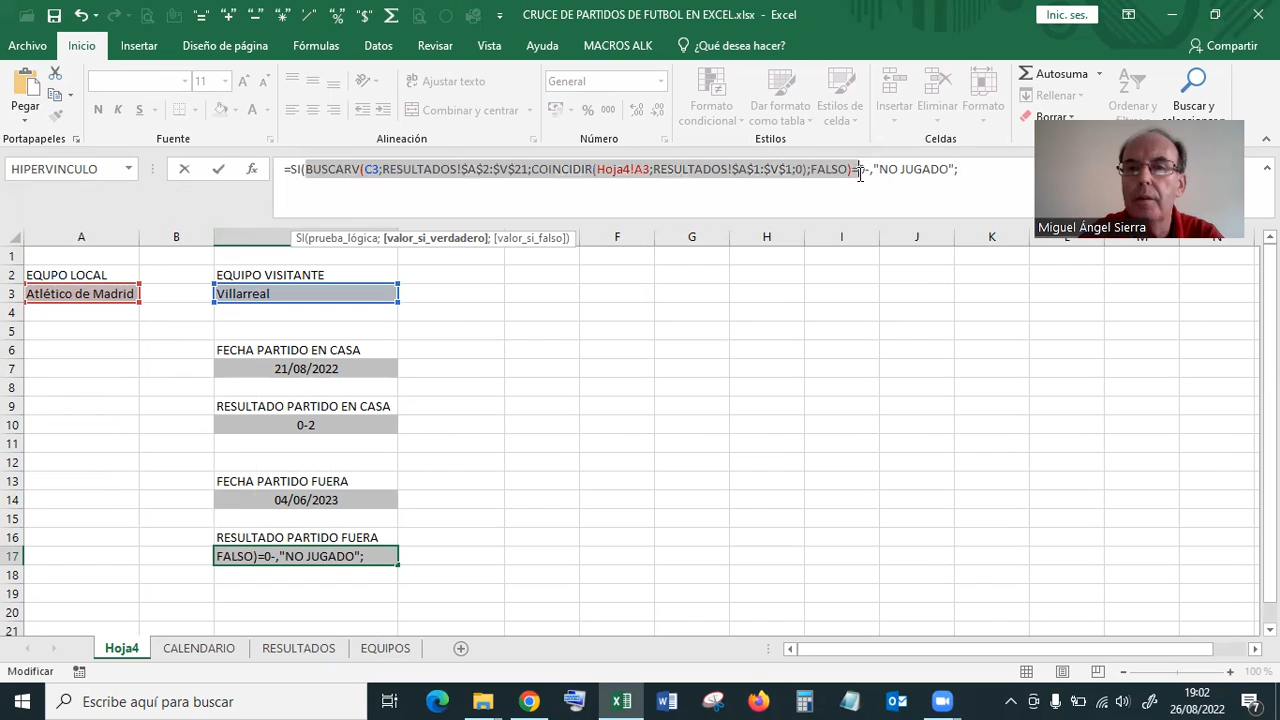 CRUCE DE PARTIDOS DE FUTBOL EN EXCEL.xlsx - Excel
Inic. ses.
Archivo Inicio Insertar Diseño de página Fórmulas Datos Revisar Vista Ayuda MACROS ALK ¿Qué desea hacer? Compartir
Pegar
11
Ajustar texto
General
Combinar y centrar
Formato condicional
Dar formato como tabla
Estilos de celda
Insertar Eliminar Formato
Autosuma
Rellenar
Borrar
Ordenar y
Buscar y
Portapapeles Fuente Alineación Número Estilos Celdas
HIPERVINCULO =SI(BUSCARV(C3;RESULTADOS!$A$2:$V$21;COINCIDIR(Hoja4!A3;RESULTADOS!$A$1:$V$1;0);FALSO)=0-,"NO JUGADO";
Miguel Ángel Sierra
SI(prueba_lógica; [valor_si_verdadero]; [valor_si_falso])
A B F G H I J K
1
2 EQUPO LOCAL EQUIPO VISITANTE
3 Atlético de Madrid Villarreal
4
5
6 FECHA PARTIDO EN CASA
7 21/08/2022
8
9 RESULTADO PARTIDO EN CASA
10 0-2
11
12
13 FECHA PARTIDO FUERA
14 04/06/2023
15
16 RESULTADO PARTIDO FUERA
17 FALSO)=0-,"NO JUGADO";
18
19
20
21
Hoja4 CALENDARIO RESULTADOS EQUIPOS
Modificar 100 %
Escribe aquí para buscar
19:02
26/08/2022
7